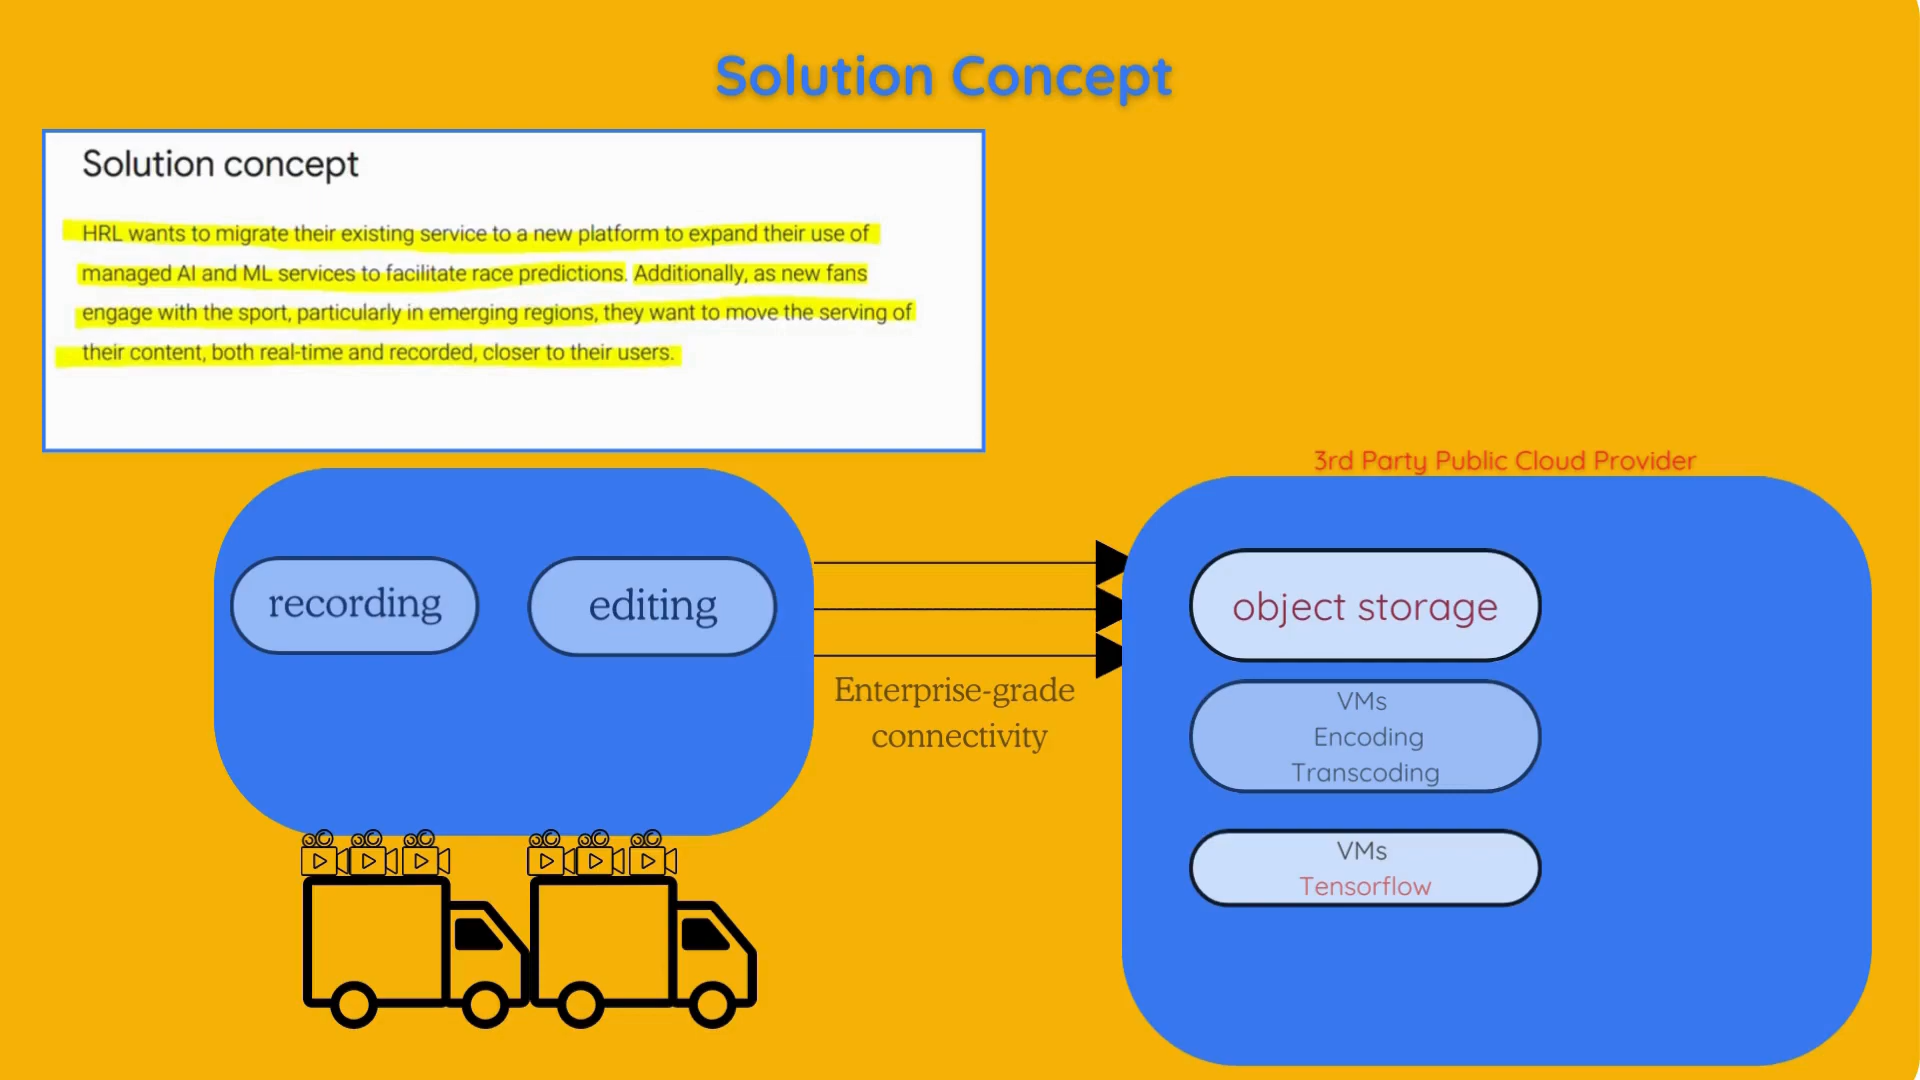 Solution Concept
Solution concept
HRL wants to migrate their existing service to a new platform to expand their use of
managed AI and ML services to facilitate race predictions. Additionally, as new fans
engage with the sport, particularly in emerging regions, they want to move the serving of
their content, both real-time and recorded, closer to their users.
3rd Party Public Cloud Provider
recording
editing
Enterprise-grade
connectivity
object storage
VMs
Encoding
Transcoding
VMs
Tensorflow